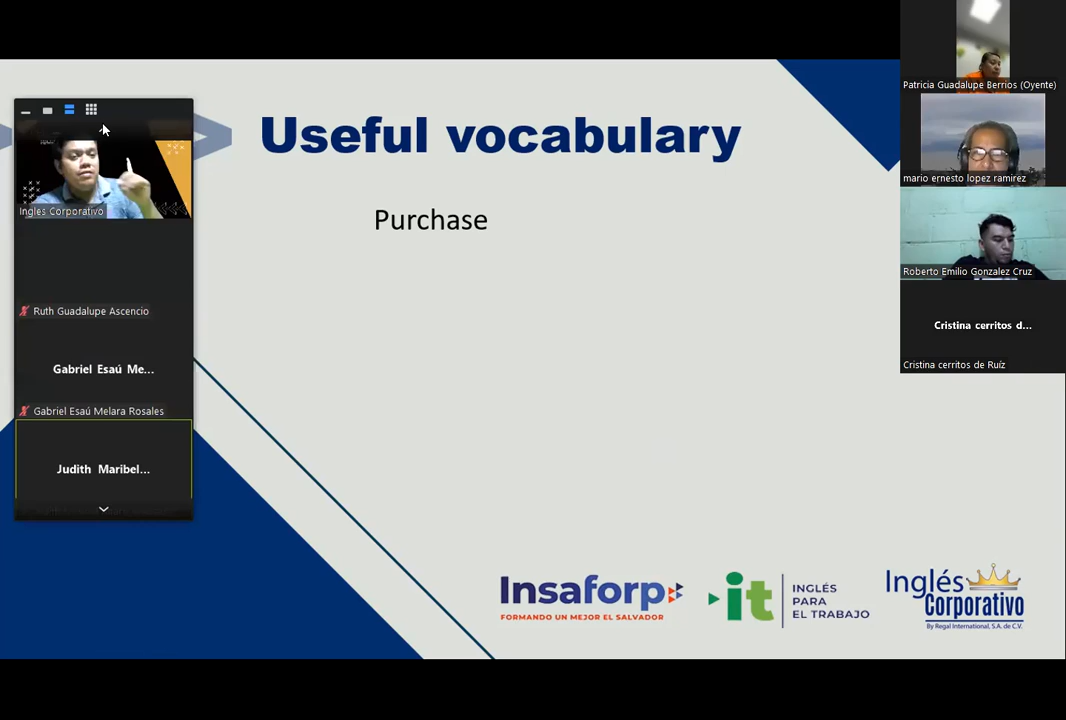 Useful vocabulary
Purchase
Ingles Corporativo
Ruth Guadalupe Ascencio
Gabriel Esaú Me...
Gabriel Esaú Melara Rosales
Judith Maribel...
Patricia Guadalupe Berrios (Oyente)
mario ernesto lopez ramirez
Roberto Emilio Gonzalez Cruz
Cristina cerritos d...
Cristina cerritos de Ruíz
Insaforp
FORMANDO UN MEJOR EL SALVADOR
it
INGLÉS
PARA
EL TRABAJO
Inglés
Corporativo
By Regal International, S.A. de C.V.